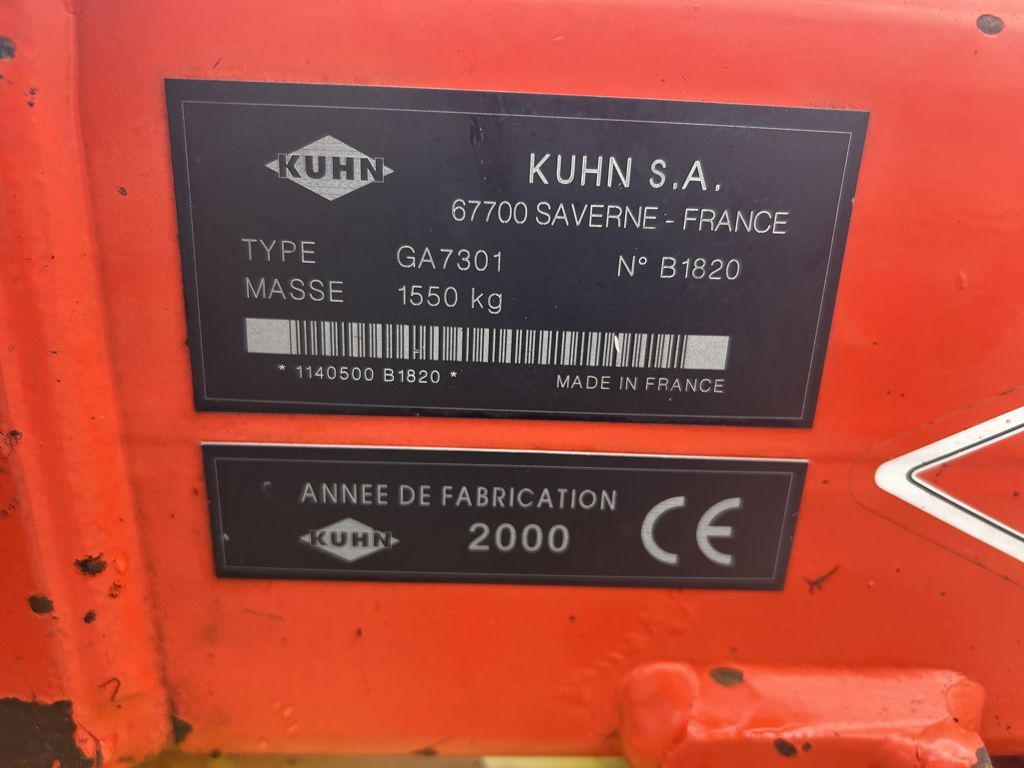 KUHN
KUHN S.A.
67700 SAVERNE - FRANCE
TYPE GA7301 N° B1820
MASSE 1550 kg
* 1140500 B1820 * MADE IN FRANCE
ANNEE DE FABRICATION
KUHN 2000 CE